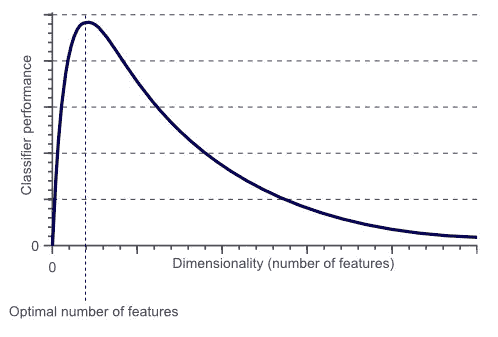 Classifier performance
0
0
Dimensionality (number of features)
Optimal number of features